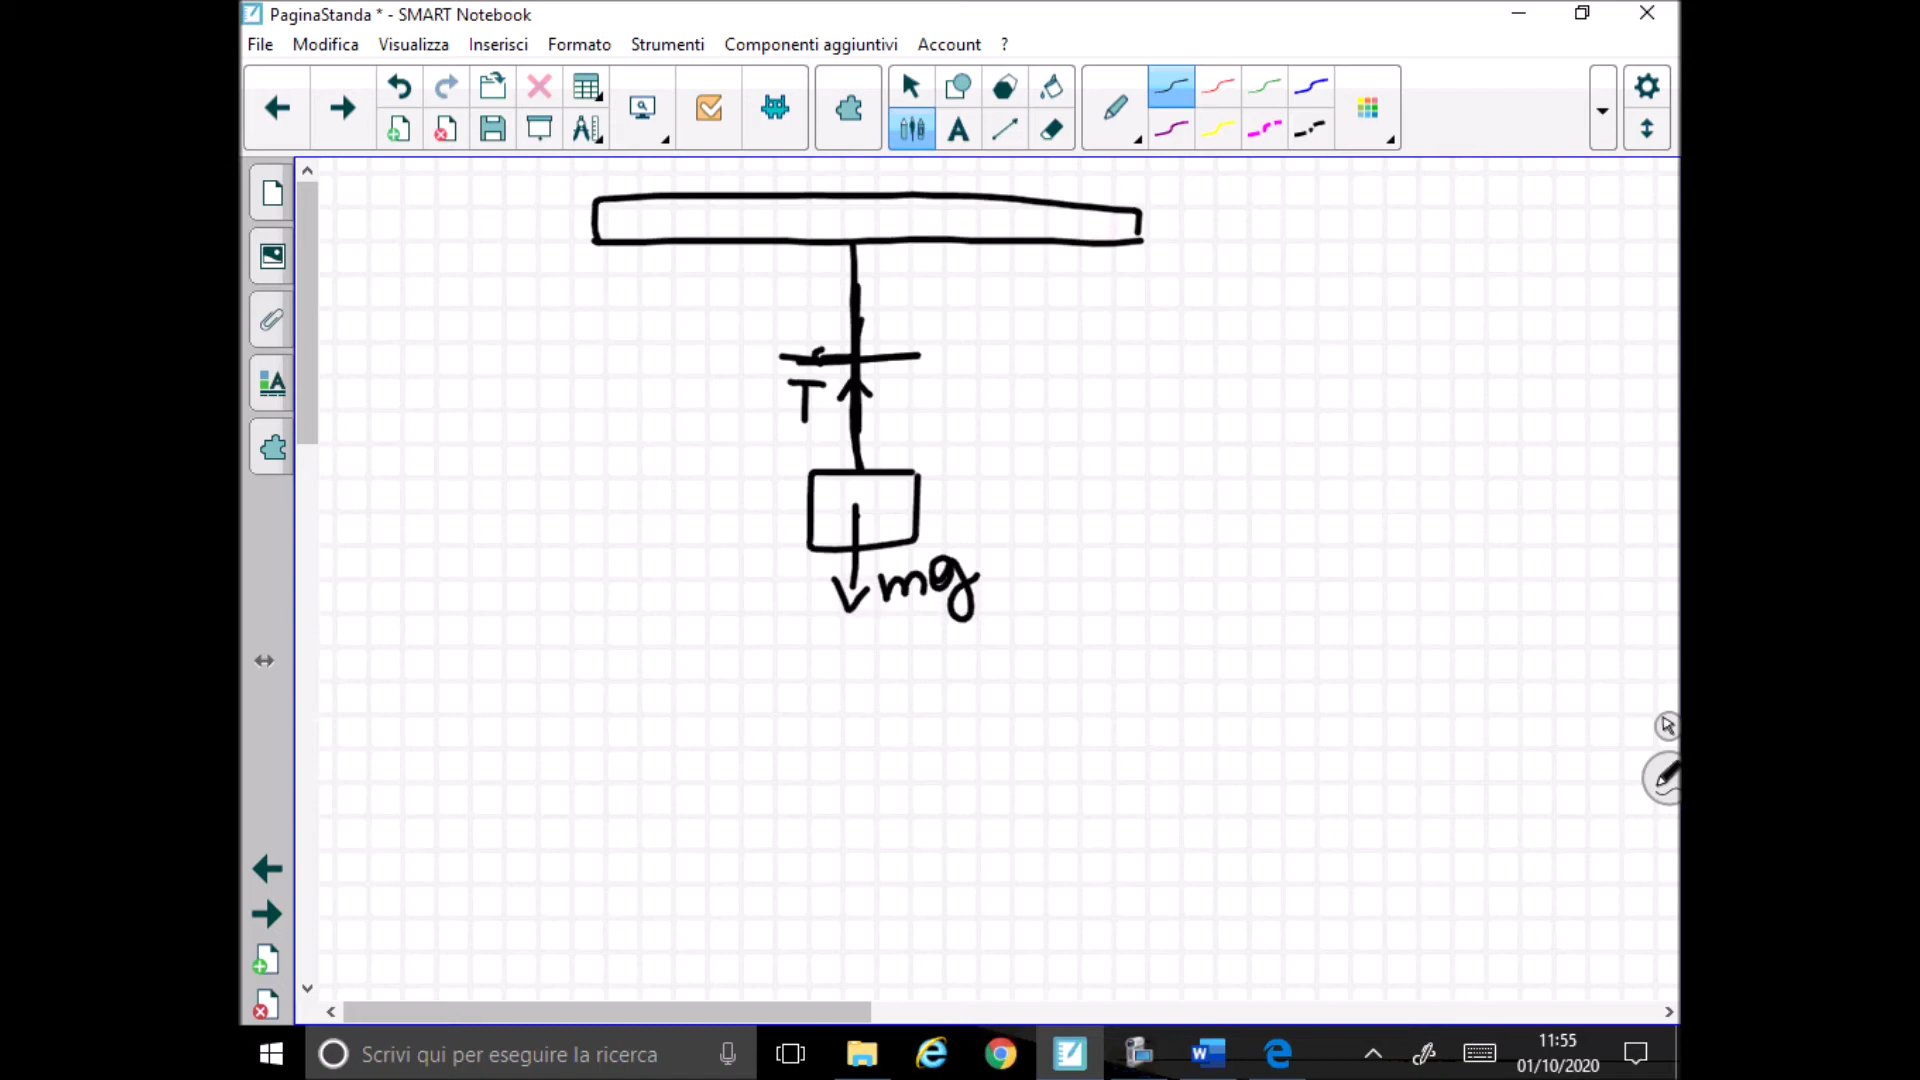 PaginaStanda * - SMART Notebook
File Modifica Visualizza Inserisci Formato Strumenti Componenti aggiuntivi Account ?
T
mg
Scrivi qui per eseguire la ricerca
11:55
01/10/2020